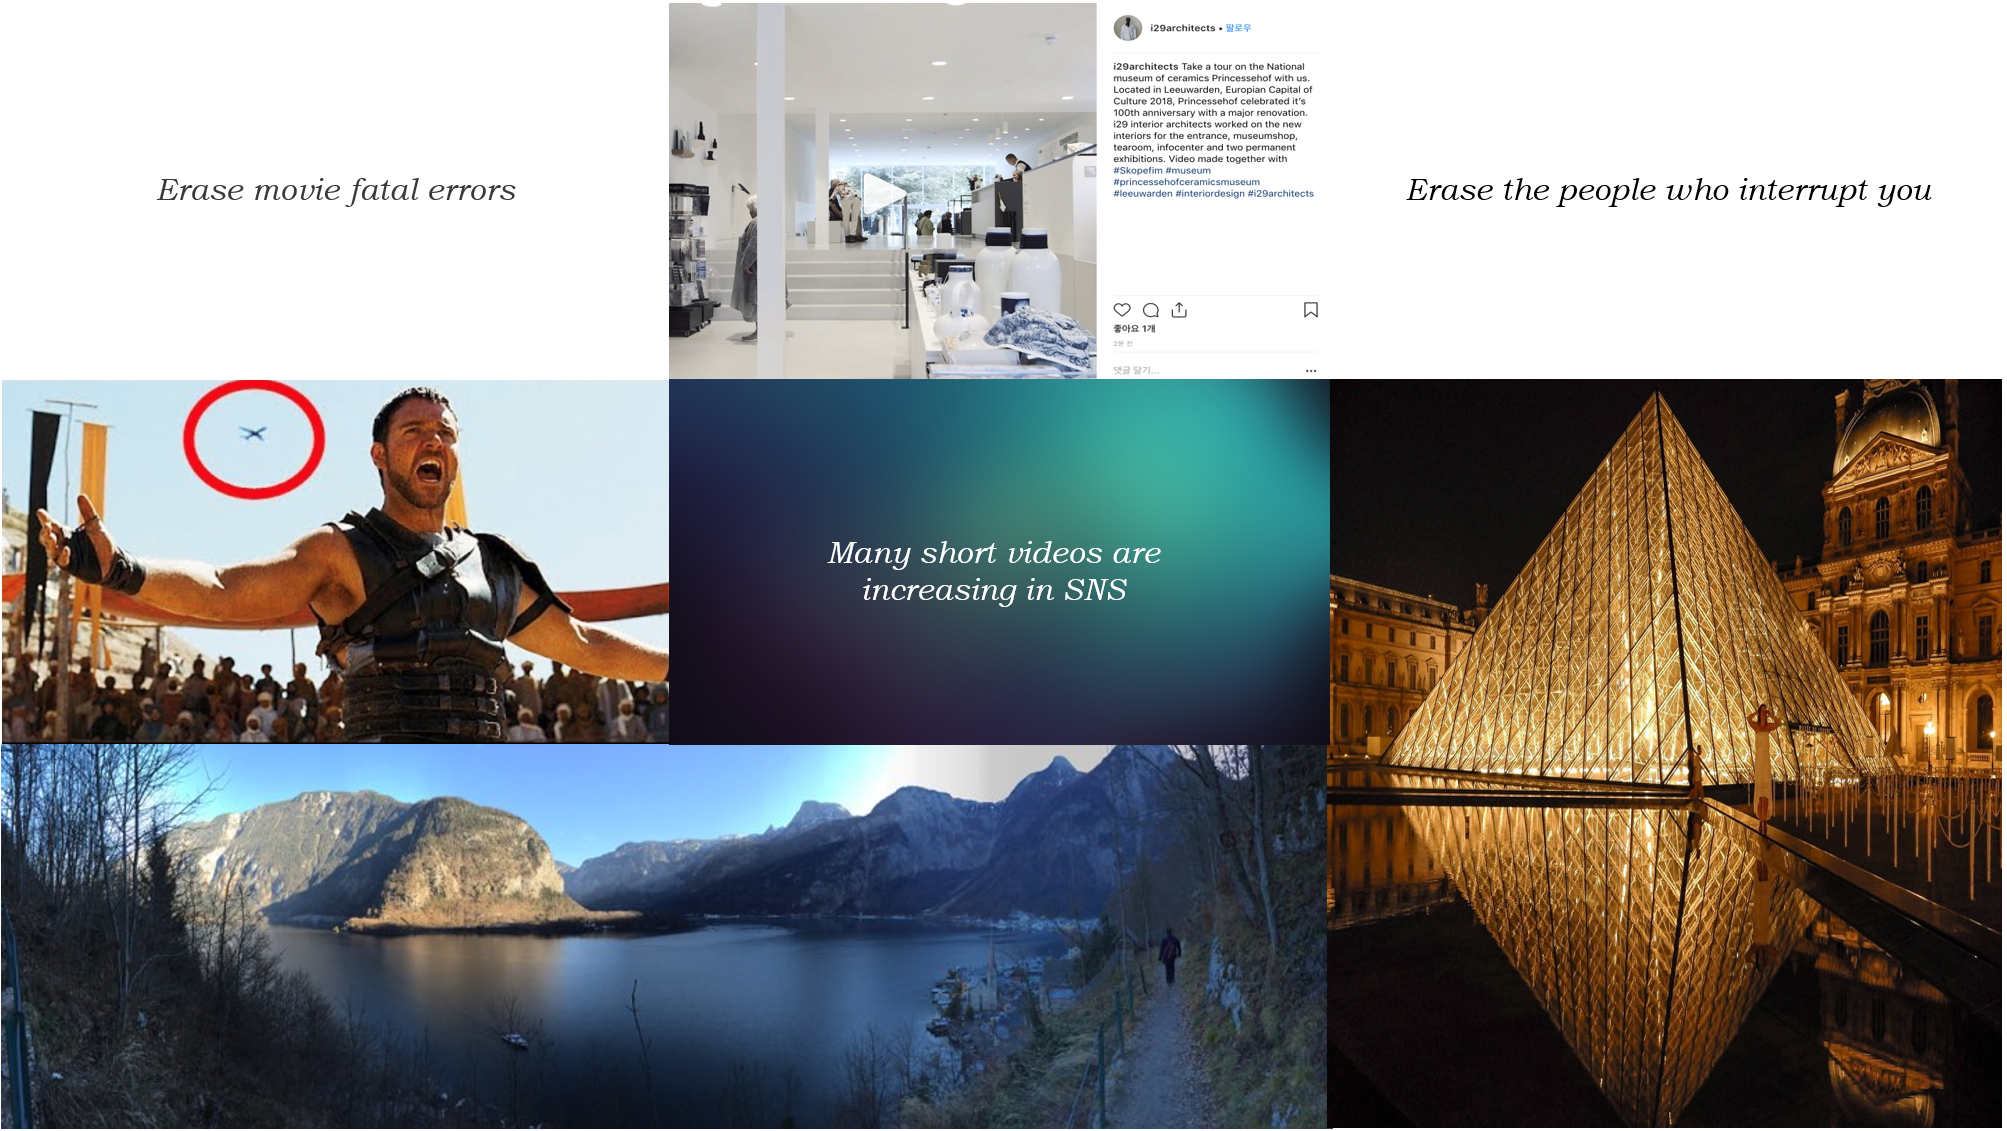 Erase movie fatal errors
i29architects • 팔로우
i29architects Take a tour on the National
museum of ceramics Princessehof with us.
Located in Leeuwarden, Europian Capital of
Culture 2018, Princessehof celebrated it's
100th anniversary with a major renovation.
i29 interior architects worked on the new
interiors for the entrance, museumshop,
tearoom, infocenter and two permanent
exhibitions. Video made together with
#Skopefim #museum
#princessehofceramicsmuseum
#leeuwarden #interiordesign #i29architects
좋아요 1개
2분 전
댓글 달기...
Erase the people who interrupt you
Many short videos are
increasing in SNS